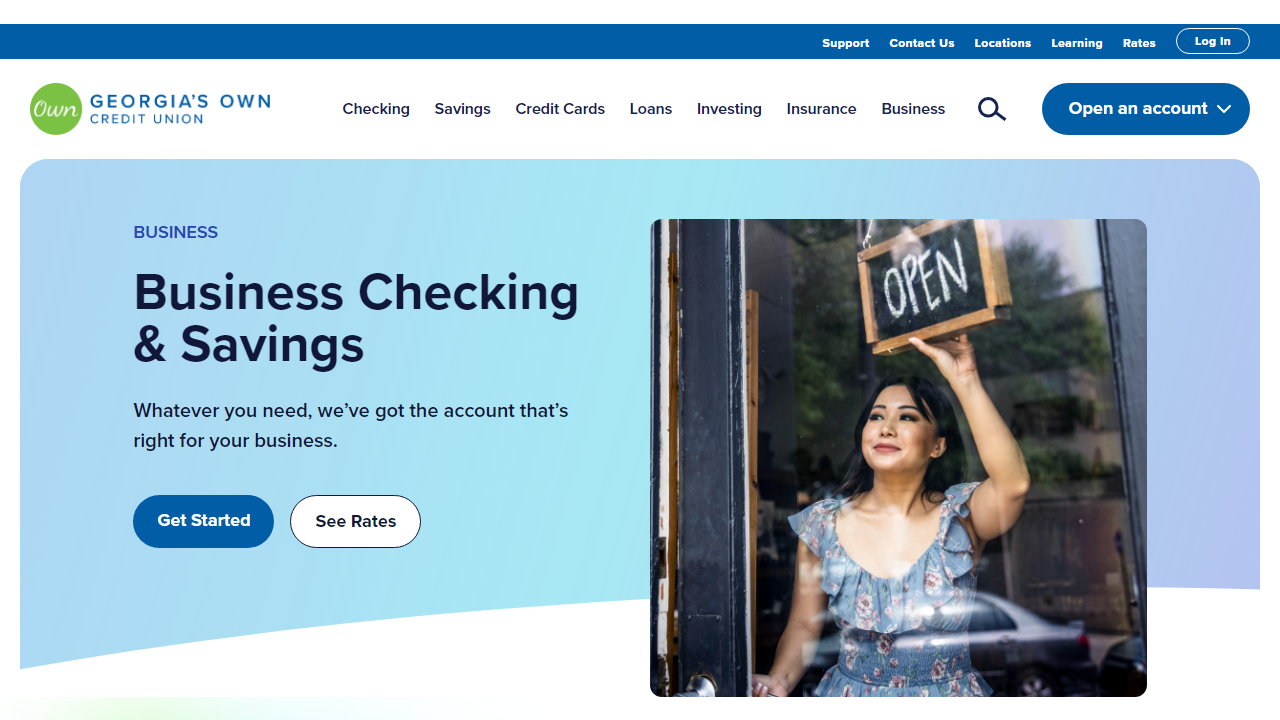 Support Contact Us Locations Learning Rates Log In
Own GEORGIA'S OWN
CREDIT UNION
Checking Savings Credit Cards Loans Investing Insurance Business Open an account
BUSINESS
Business Checking
& Savings
Whatever you need, we've got the account that's
right for your business.
Get Started See Rates
OPEN